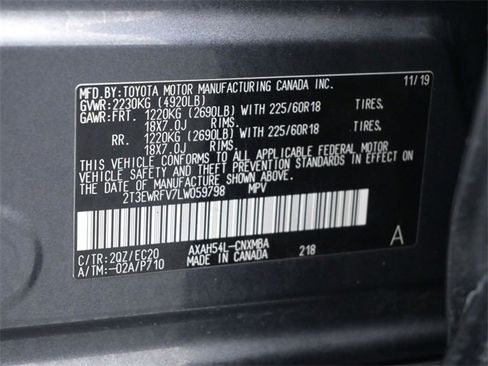 MFD.BY:TOYOTA MOTOR MANUFACTURING CANADA INC. 11/19
GVWR:2230KG (4920LB)
GAWR:FRT. 1220KG (2690LB) WITH 225/60R18 TIRES,
18X7.0J RIMS.
RR. 1220KG (2690LB) WITH 225/60R18 TIRES,
18X7.0J RIMS.
THIS VEHICLE CONFORMS TO ALL APPLICABLE FEDERAL MOTOR
VEHICLE SAFETY AND THEFT PREVENTION STANDARDS IN EFFECT ON
THE DATE OF MANUFACTURE SHOWN ABOVE.
2T3EWRFV7LW059798 MPV
A
C/TR:2QZ/EC20 AXAH54L-CNXMBA
A/TM:-02A/P710 MADE IN CANADA 218